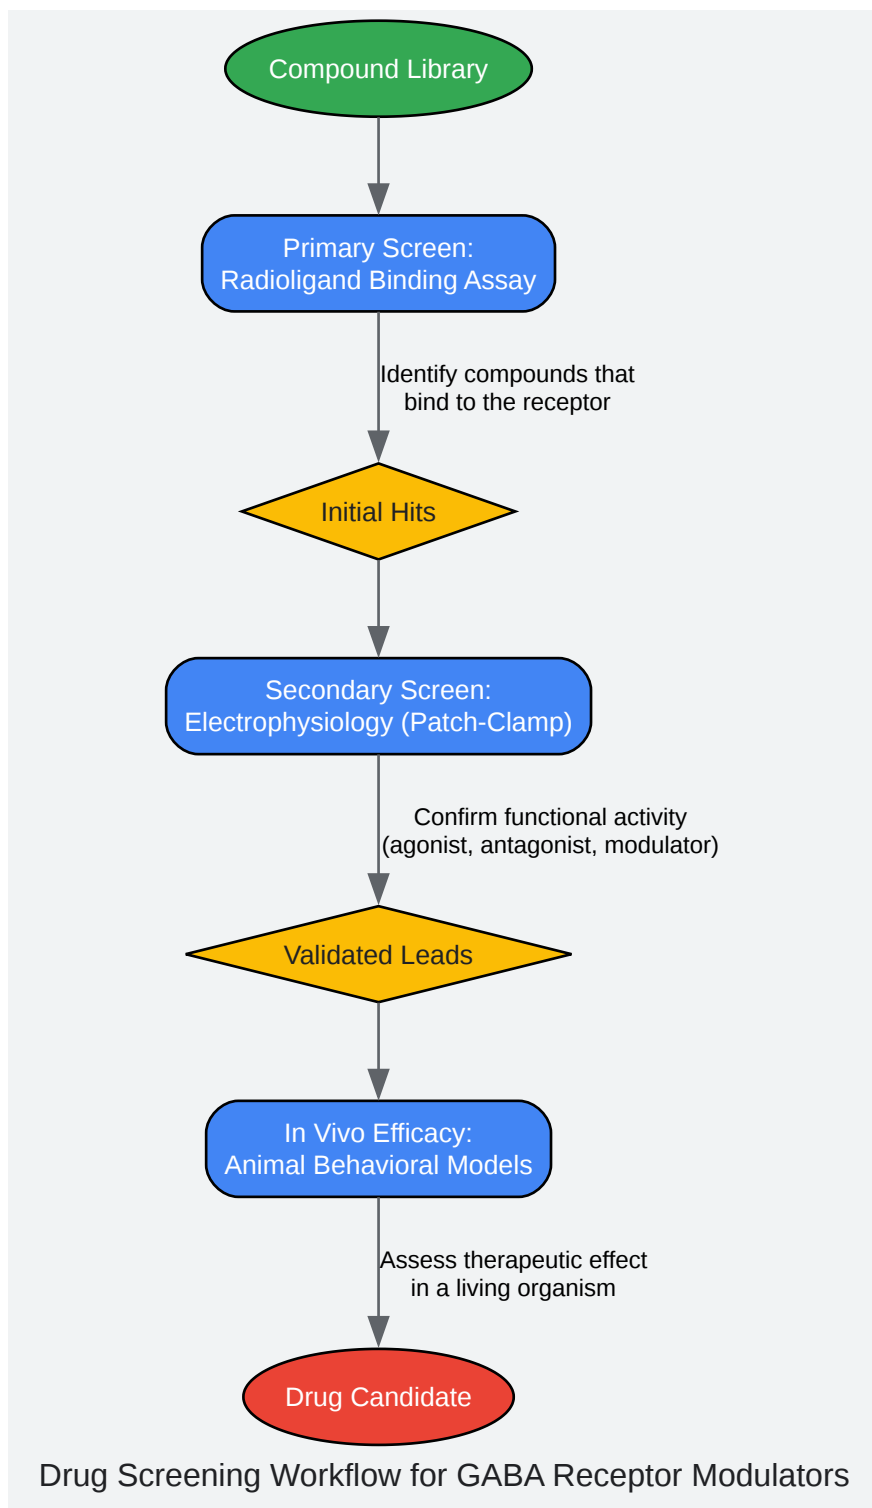 Compound Library
Primary Screen:
Radioligand Binding Assay
Identify compounds that
bind to the receptor
Initial Hits
Secondary Screen:
Electrophysiology (Patch-Clamp)
Confirm functional activity
(agonist, antagonist, modulator)
Validated Leads
In Vivo Efficacy:
Animal Behavioral Models
Assess therapeutic effect
in a living organism
Drug Candidate
Drug Screening Workflow for GABA Receptor Modulators